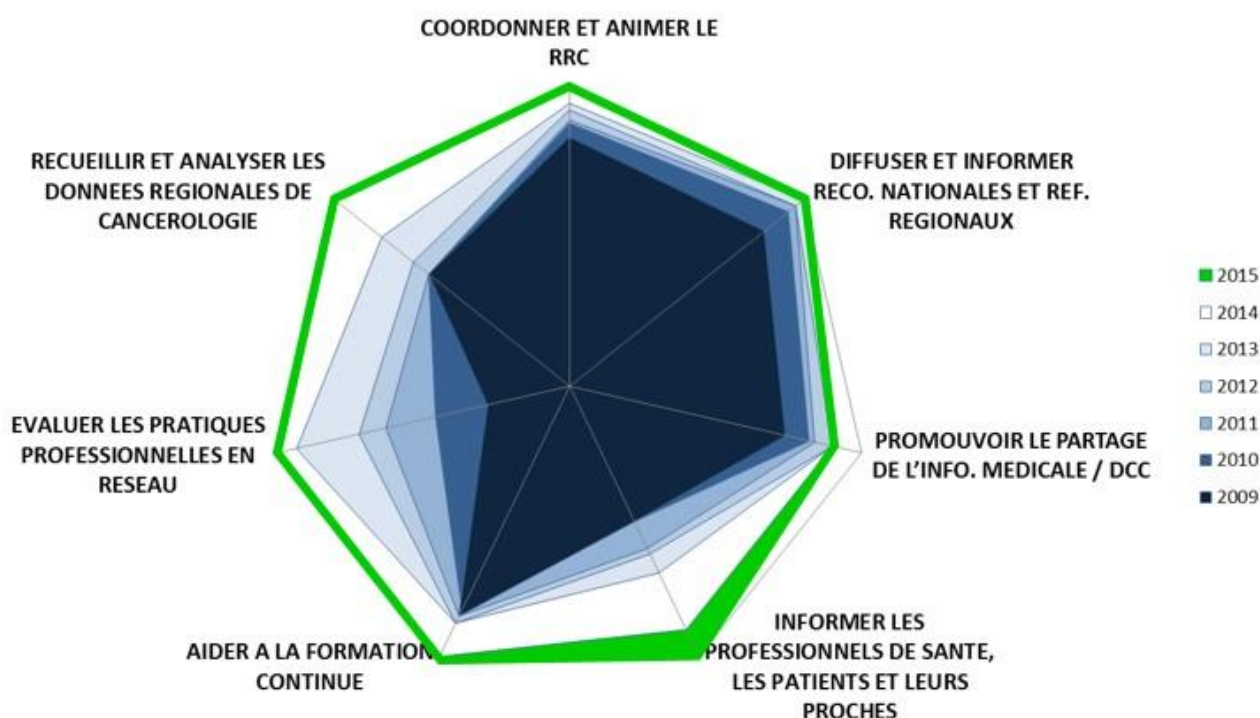 COORDONNER ET ANIMER LE
RRC
RECUEILLIR ET ANALYSER LES
DONNEES REGIONALES DE
CANCEROLOGIE
DIFFUSER ET INFORMER
RECO. NATIONALES ET REF.
REGIONAUX
EVALUER LES PRATIQUES
PROFESSIONNELLES EN
RESEAU
PROMOUVOIR LE PARTAGE
DE L'INFO. MEDICALE / DCC
AIDER A LA FORMATION
CONTINUE
INFORMER LES
PROFESSIONNELS DE SANTE,
LES PATIENTS ET LEURS
PROCHES
2015
2014
2013
2012
2011
2010
2009